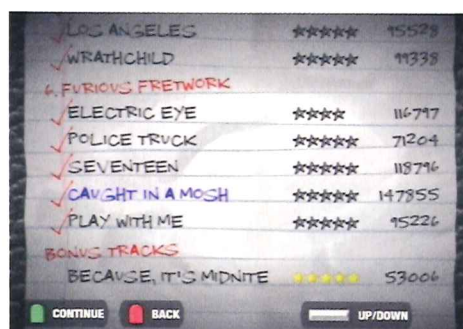 LOS ANGELES 95528
WRATHCHILD 99338
6. FURIOUS FRETWORK
ELECTRIC EYE 116797
POLICE TRUCK 71204
SEVENTEEN 118796
CAUGHT IN A MOSH 147855
PLAY WITH ME 95226
BONUS TRACKS
BECAUSE, IT'S MIDNITE 53006
CONTINUE BACK UP/DOWN